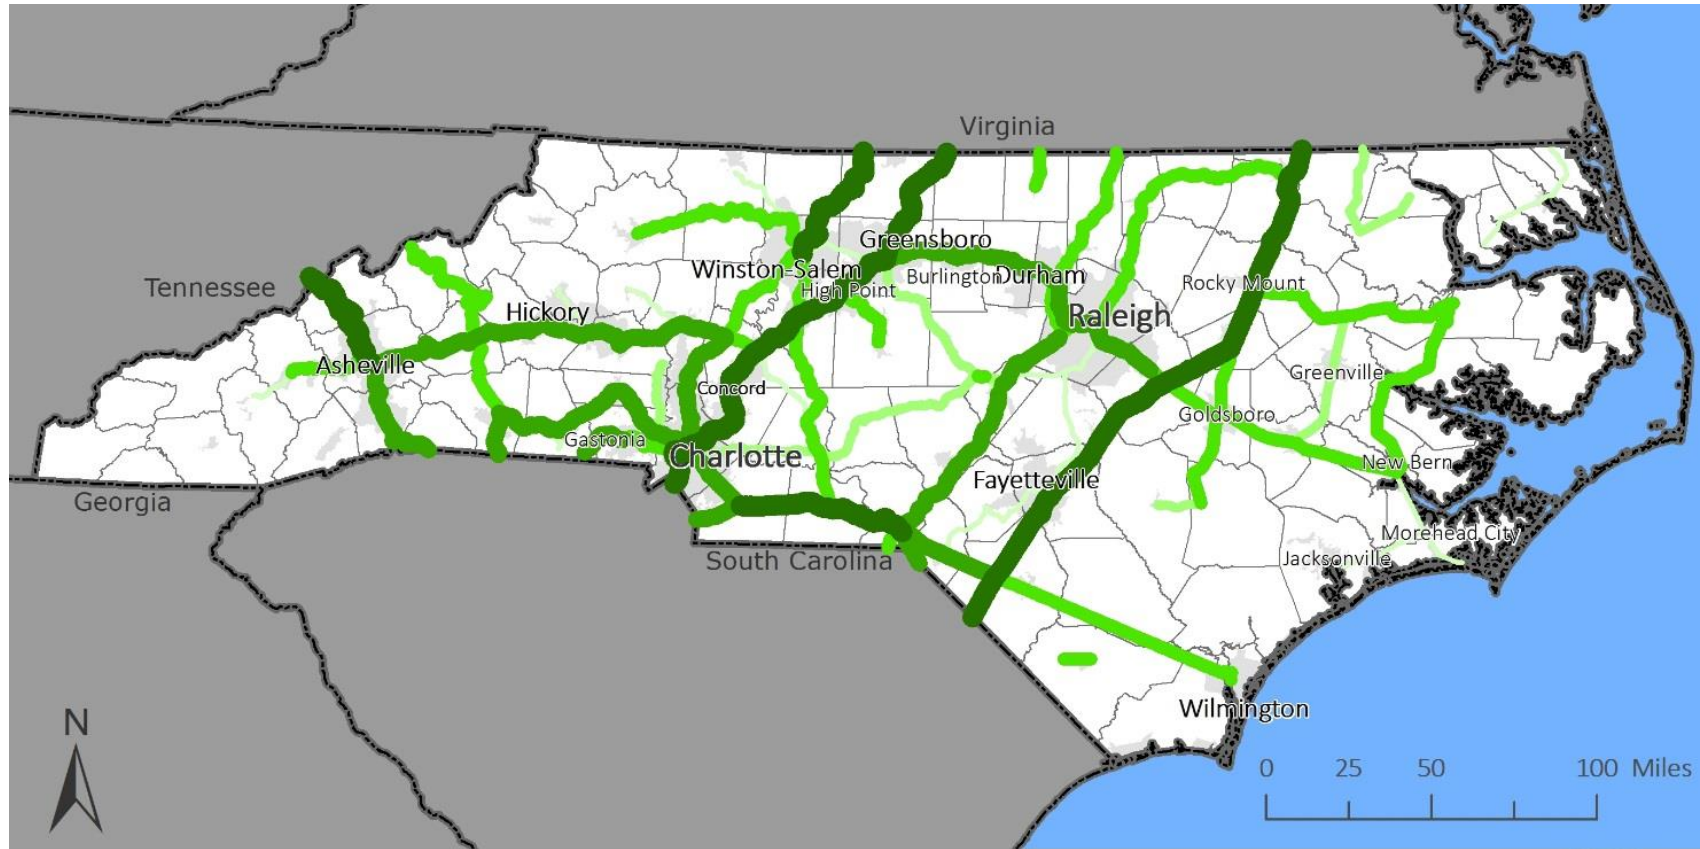 Virginia
Greensboro
Winston-Salem
Burlington
Durham
High Point
Rocky Mount
Tennessee
Hickory
Raleigh
Asheville
Concord
Greenville
Goldsboro
Gastonia
Charlotte
New Bern
Fayetteville
Georgia
Morehead City
South Carolina
Jacksonville
Wilmington
N
0 25 50 100 Miles